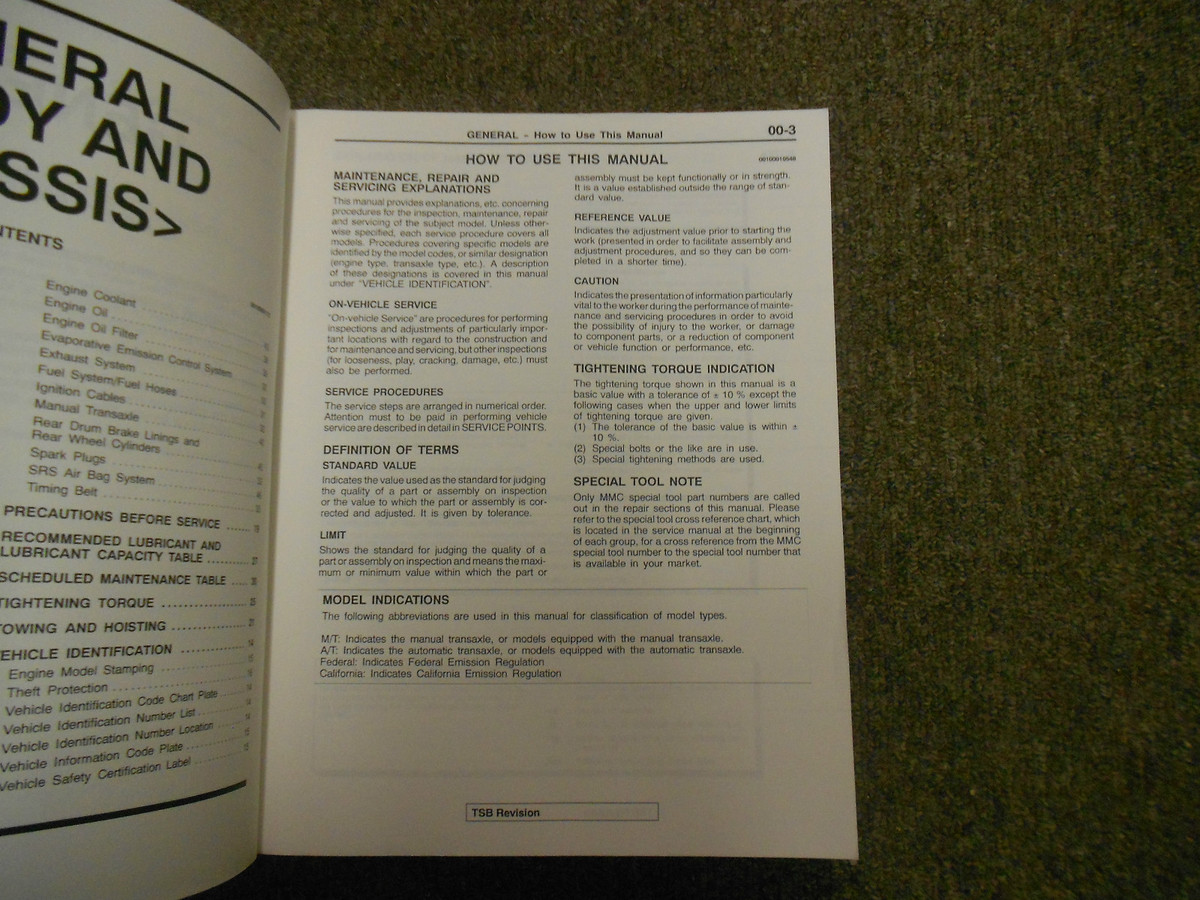 NERAL
DY AND
SSIS>
NTENTS
Engine Coolant
Engine Oil
Engine Oil Filter
Evaporative Emission Control System
Exhaust System
Fuel System/Fuel Hoses
Ignition Cables
Manual Transaxle
Rear Drum Brake Linings and
Rear Wheel Cylinders
Spark Plugs
SRS Air Bag System
Timing Belt
PRECAUTIONS BEFORE SERVICE
RECOMMENDED LUBRICANT AND
LUBRICANT CAPACITY TABLE
SCHEDULED MAINTENANCE TABLE
TIGHTENING TORQUE
TOWING AND HOISTING
EHICLE IDENTIFICATION
Engine Model Stamping
Theft Protection
Vehicle Identification Code Chart Plate
Vehicle Identification Number List
Vehicle Identification Number Location
Vehicle Information Code Plate
Vehicle Safety Certification Label
GENERAL – How to Use This Manual 00-3
HOW TO USE THIS MANUAL
MAINTENANCE, REPAIR AND
SERVICING EXPLANATIONS
This manual provides explanations, etc. concerning
procedures for the inspection, maintenance, repair
and servicing of the subject model. Unless other-
wise specified, each service procedure covers all
models. Procedures covering specific models are
identified by the model codes, or similar designation
(engine type, transaxle type, etc.). A description
of these designations is covered in this manual
under "VEHICLE IDENTIFICATION".
ON-VEHICLE SERVICE
"On-vehicle Service" are procedures for performing
inspections and adjustments of particularly impor-
tant locations with regard to the construction and
for maintenance and servicing, but other inspections
(for looseness, play, cracking, damage, etc.) must
also be performed.
SERVICE PROCEDURES
The service steps are arranged in numerical order.
Attention must to be paid in performing vehicle
service are described in detail in SERVICE POINTS.
DEFINITION OF TERMS
STANDARD VALUE
Indicates the value used as the standard for judging
the quality of a part or assembly on inspection
or the value to which the part or assembly is cor-
rected and adjusted. It is given by tolerance.
LIMIT
Shows the standard for judging the quality of a
part or assembly on inspection and means the maxi-
mum or minimum value within which the part or
assembly must be kept functionally or in strength.
It is a value established outside the range of stan-
dard value.
REFERENCE VALUE
Indicates the adjustment value prior to starting the
work (presented in order to facilitate assembly and
adjustment procedures, and so they can be com-
pleted in a shorter time).
CAUTION
Indicates the presentation of information particularly
vital to the worker during the performance of mainte-
nance and servicing procedures in order to avoid
the possibility of injury to the worker, or damage
to component parts, or a reduction of component
or vehicle function or performance, etc.
TIGHTENING TORQUE INDICATION
The tightening torque shown in this manual is a
basic value with a tolerance of ± 10 % except the
following cases when the upper and lower limits
of tightening torque are given.
(1) The tolerance of the basic value is within ±
10 %.
(2) Special bolts or the like are in use.
(3) Special tightening methods are used.
SPECIAL TOOL NOTE
Only MMC special tool part numbers are called
out in the repair sections of this manual. Please
refer to the special tool cross reference chart, which
is located in the service manual at the beginning
of each group, for a cross reference from the MMC
special tool number to the special tool number that
is available in your market.
MODEL INDICATIONS
The following abbreviations are used in this manual for classification of model types.
M/T: Indicates the manual transaxle, or models equipped with the manual transaxle.
A/T: Indicates the automatic transaxle, or models equipped with the automatic transaxle.
Federal: Indicates Federal Emission Regulation
California: Indicates California Emission Regulation
TSB Revision